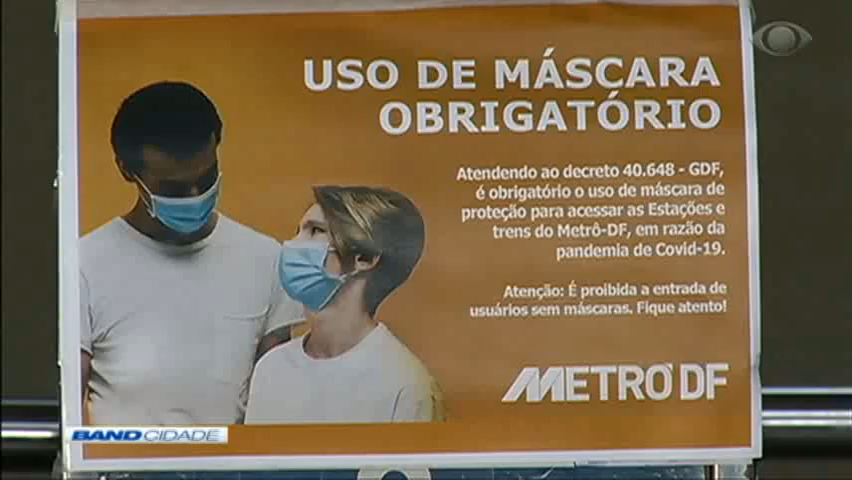 USO DE MÁSCARA
OBRIGATÓRIO
Atendendo ao decreto 40.648 - GDF,
é obrigatório o uso de máscara de
proteção para acessar as Estações e
trens do Metrô-DF, em razão da
pandemia de Covid-19.
Atenção: É proibida a entrada de
usuários sem máscaras. Fique atento!
METRÔ DF
BAND CIDADE